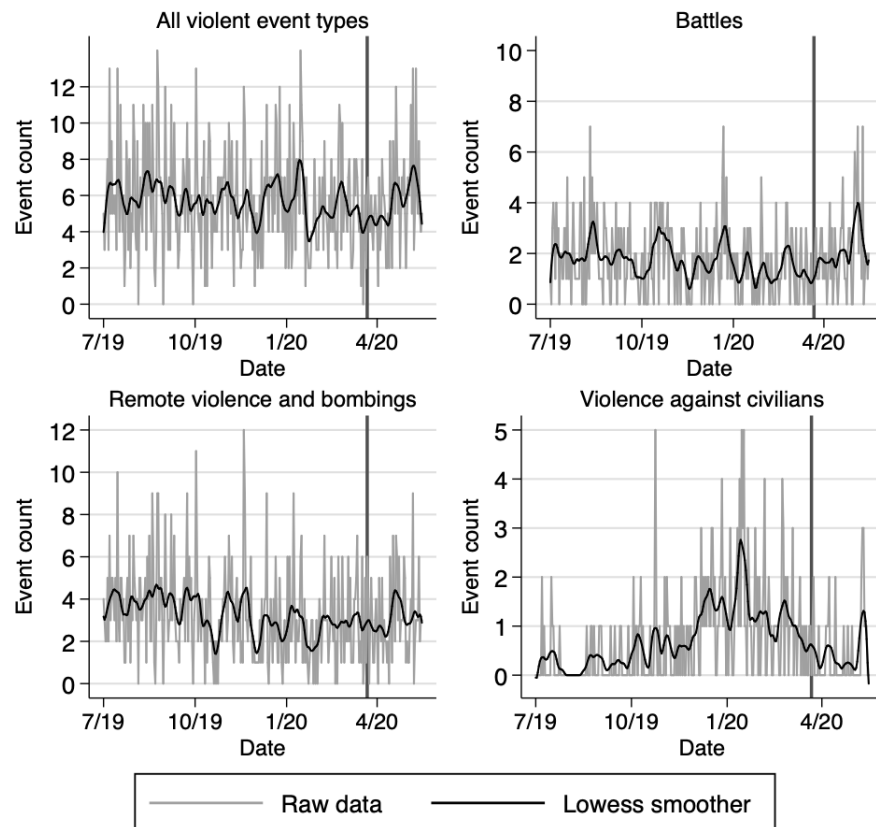 All violent event types
Event count
12
10
8
6
4
2
0
7/19 10/19 1/20 4/20
Date
Battles
Event count
10
8
6
4
2
0
7/19 10/19 1/20 4/20
Date
Remote violence and bombings
Event count
12
10
8
6
4
2
0
7/19 10/19 1/20 4/20
Date
Violence against civilians
Event count
5
4
3
2
1
0
7/19 10/19 1/20 4/20
Date
Raw data Lowess smoother